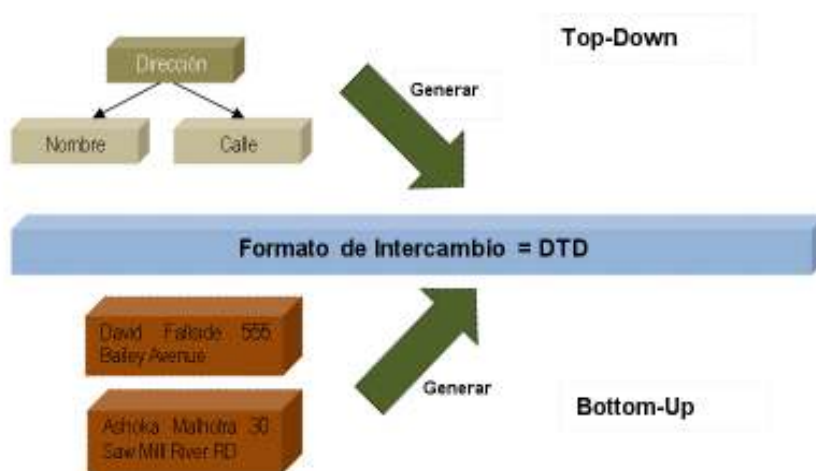 Top-Down
Dirección
Generar
Nombre
Calle
Formato de Intercambio = DTD
David Fallside 555
Bailey Avenue
Generar
Bottom-Up
Ashoka Malhotra 30
Saw Mill River RD